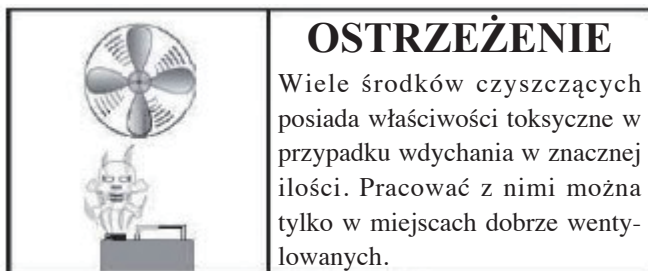 OSTRZEŻENIE
Wiele środków czyszczących
posiada właściwości toksyczne w
przypadku wdychania w znacznej
ilości. Pracować z nimi można
tylko w miejscach dobrze wenty-
lowanych.